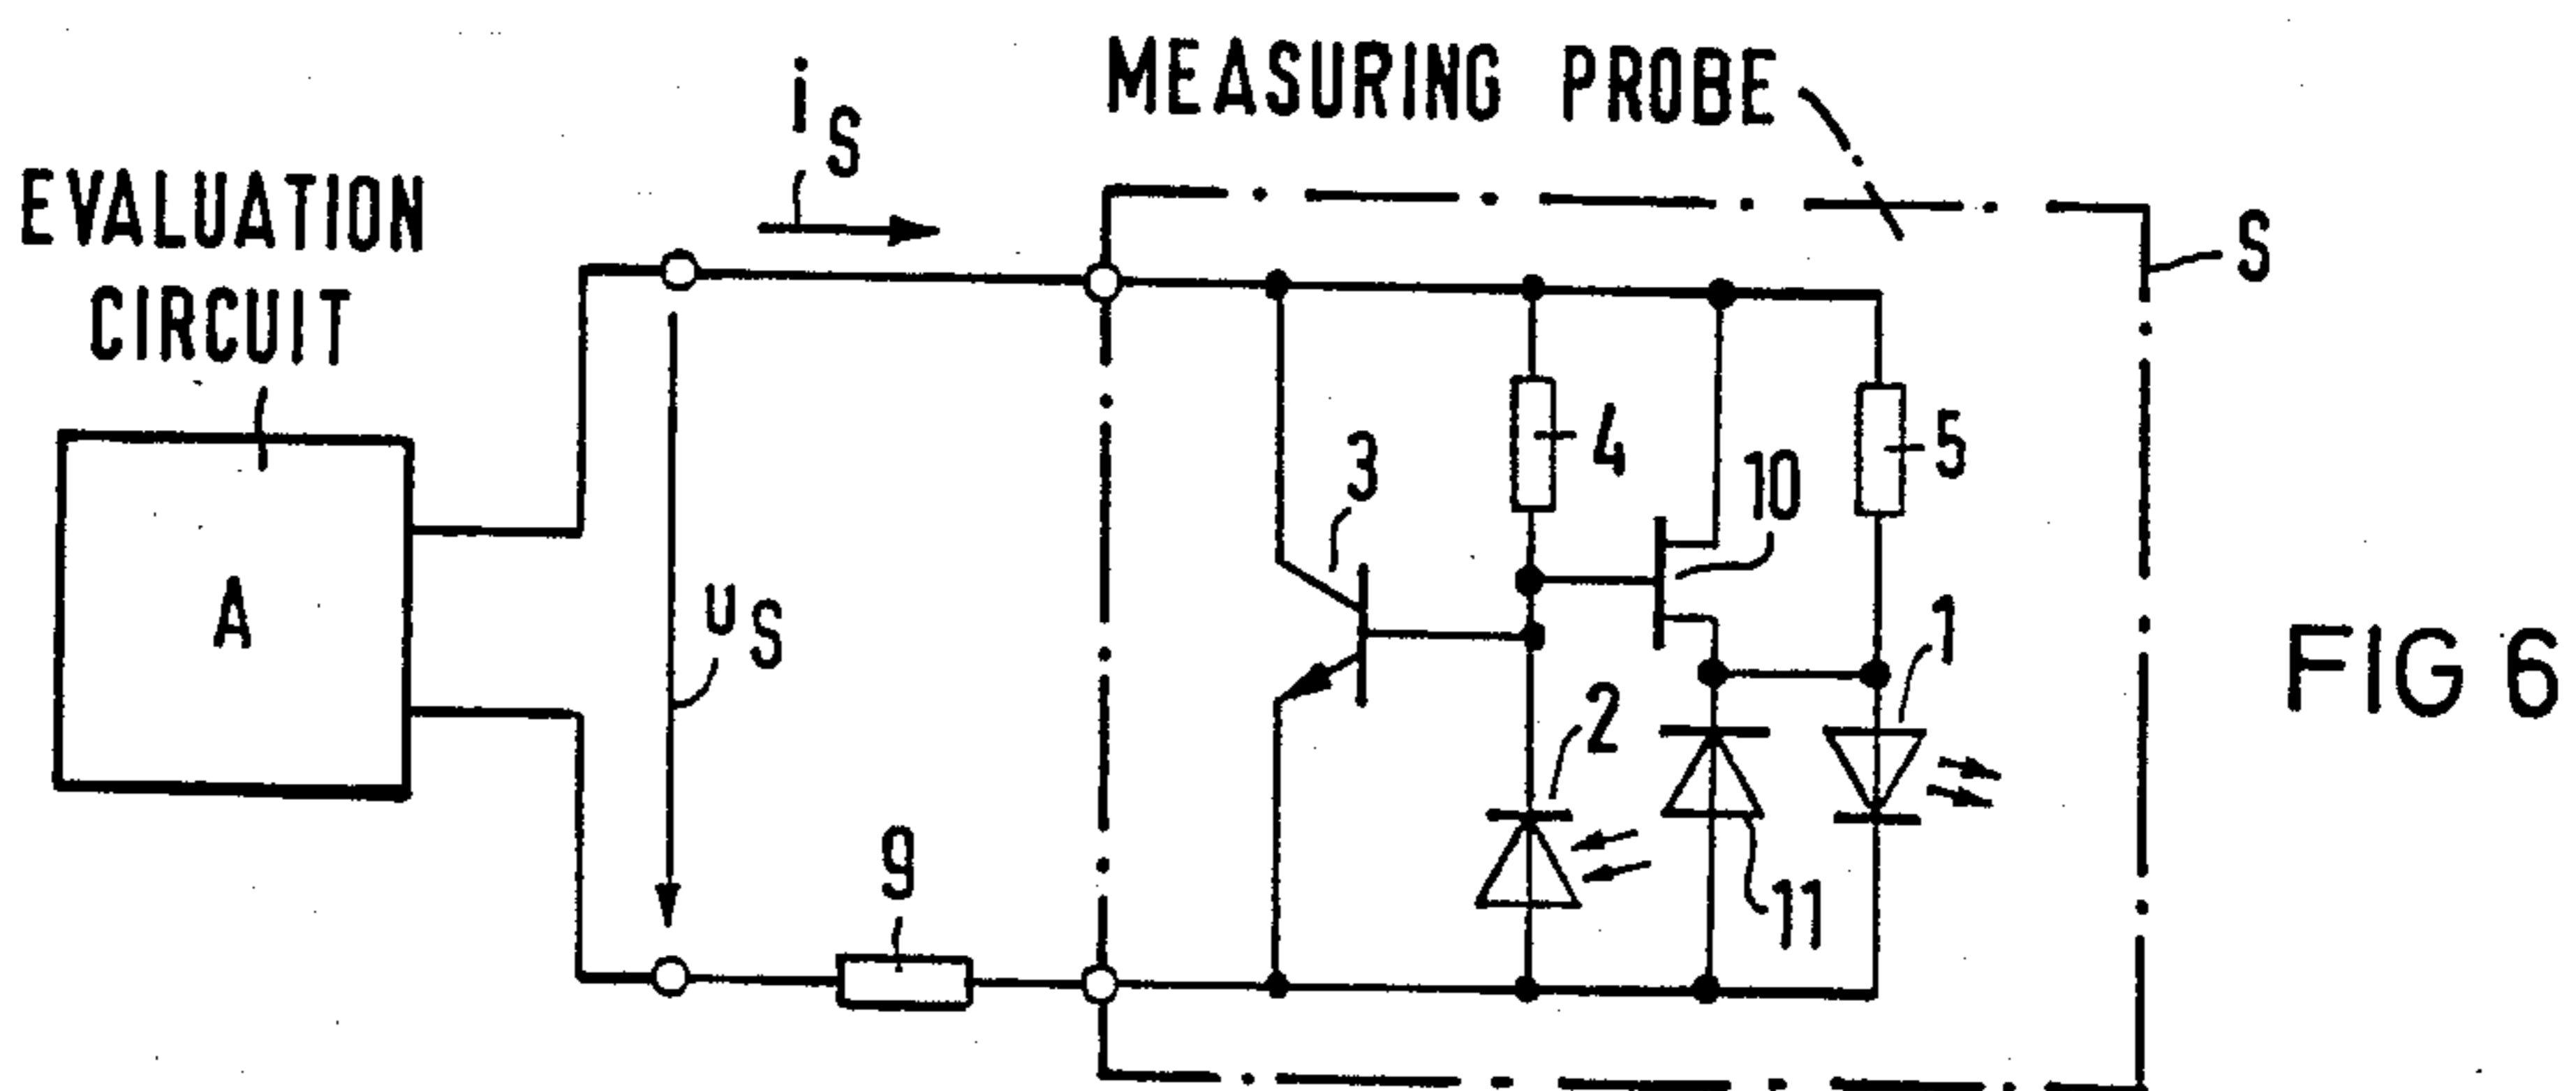 MEASURING PROBE
i S
EVALUATION
CIRCUIT
S
4
5
3
10
A
u S
1
2
FIG 6
9
11